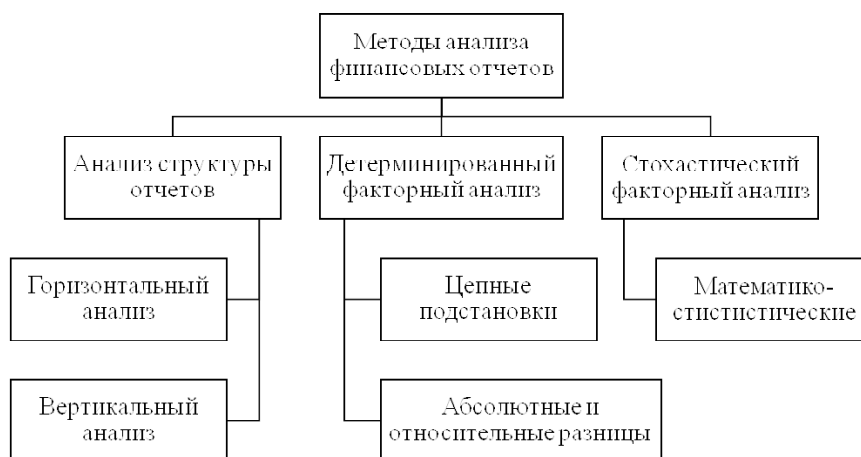 Методы анализа
финансовых отчетов
Анализ структуры
отчетов
Детерминированный
факторный анализ
Стохастический
факторный анализ
Горизонтальный
анализ
Цепные
подстановки
Математико-
стистистические
Вертикальный
анализ
Абсолютные и
относительные разницы